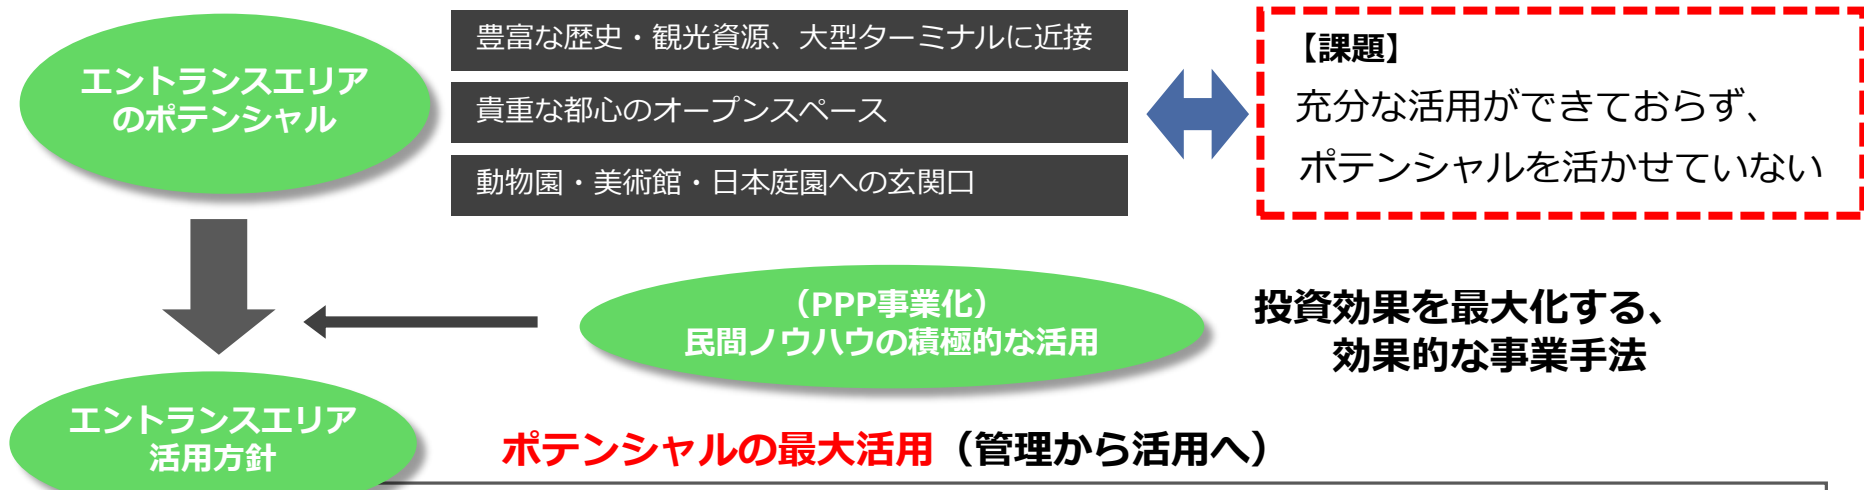 エントランスエリア
のポテンシャル
豊富な歴史・観光資源、大型ターミナルに近接
貴重な都心のオープンスペース
動物園・美術館・日本庭園への玄関口
【課題】
充分な活用ができておらず、
ポテンシャルを活かせていない
（PPP事業化）
民間ノウハウの積極的な活用
投資効果を最大化する、
効果的な事業手法
エントランスエリア
活用方針
ポテンシャルの最大活用（管理から活用へ）